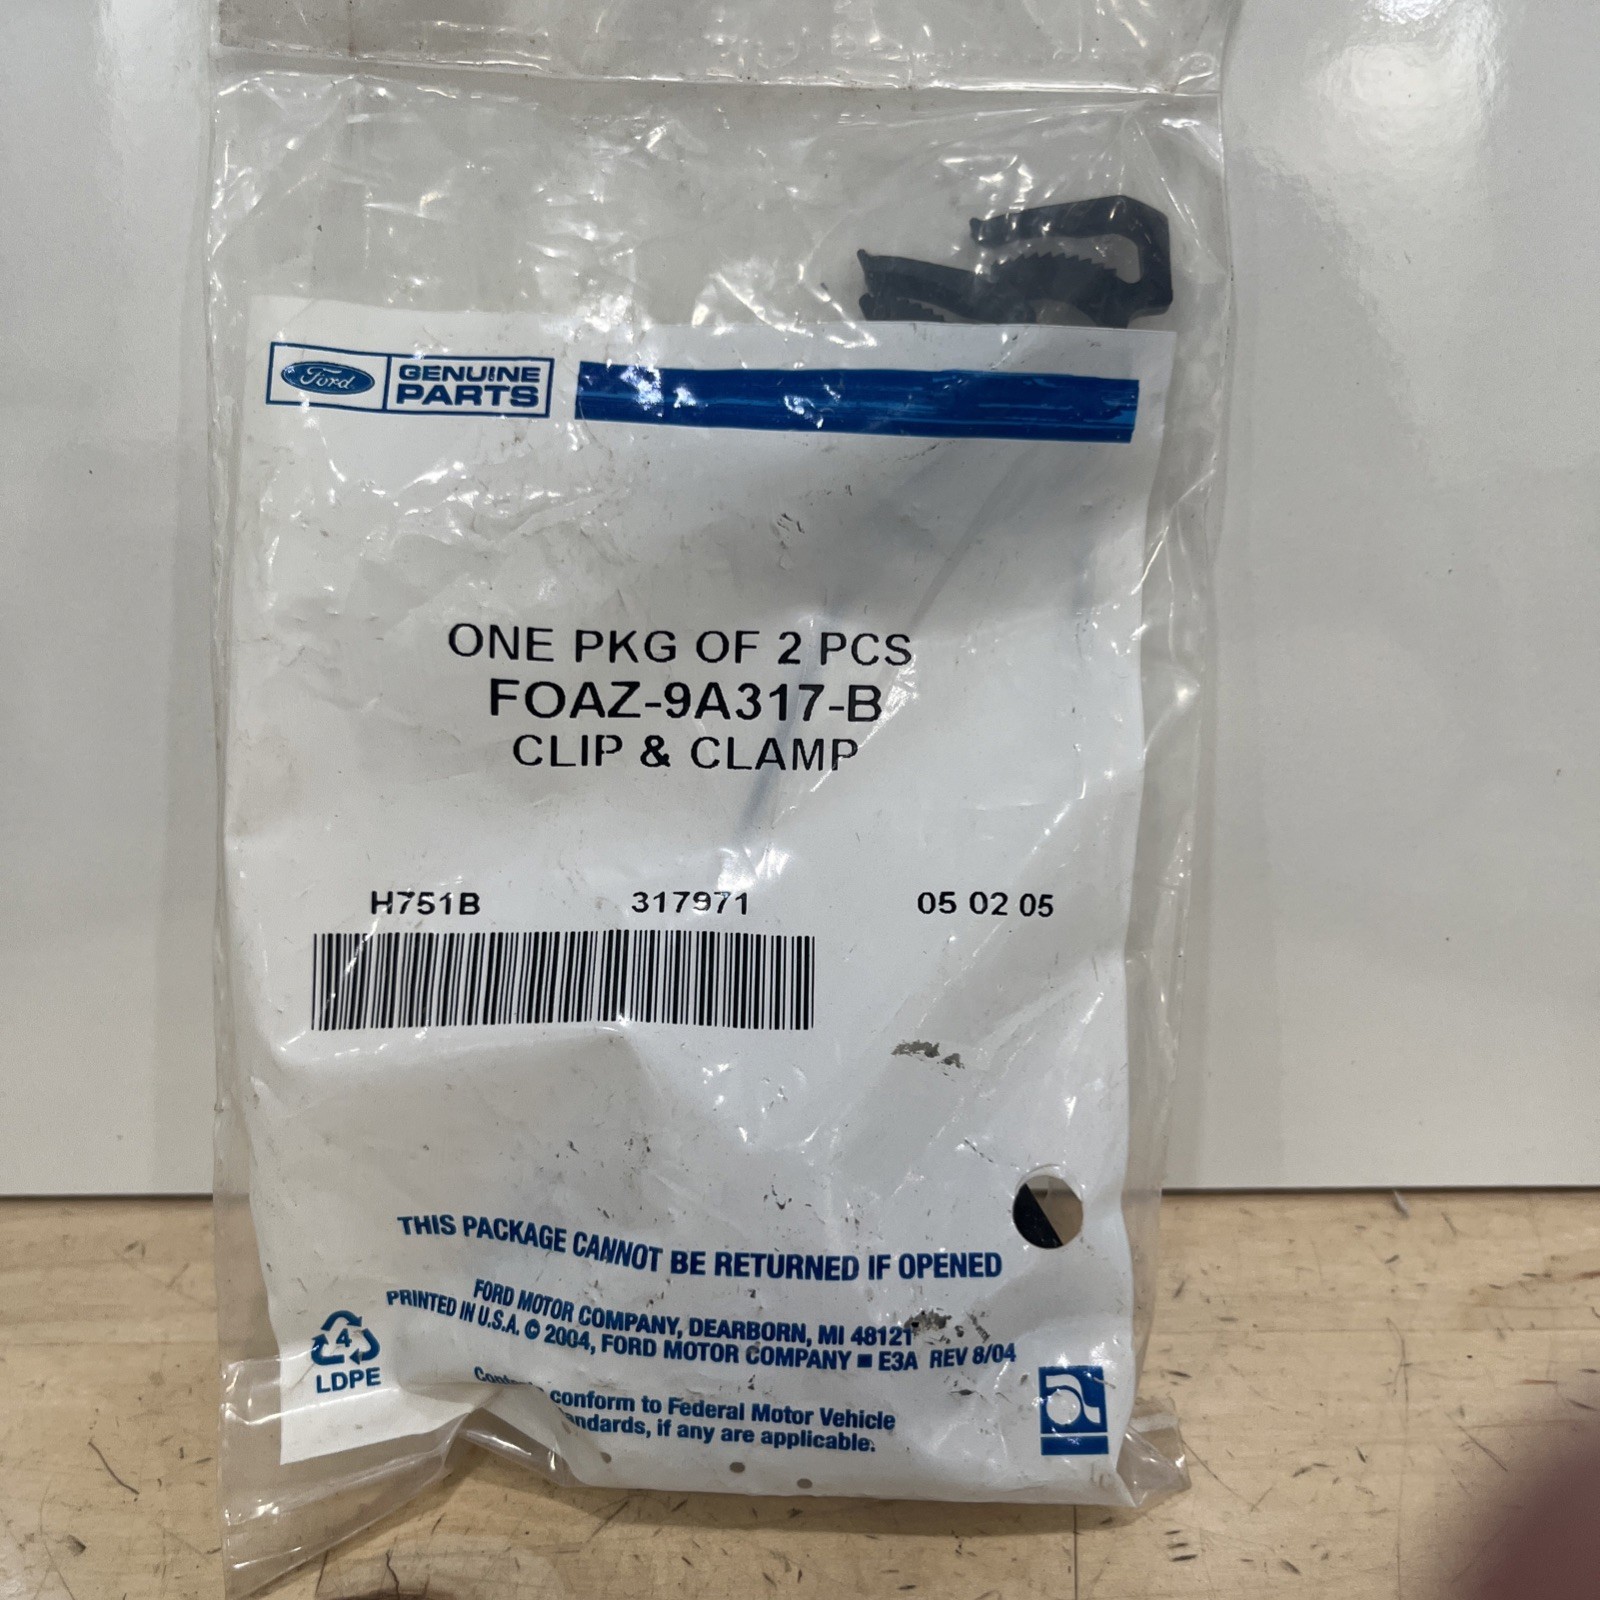 Ford GENUINE
PARTS
ONE PKG OF 2 PCS
FOAZ-9A317-B
CLIP & CLAMP
H751B 317971 05 02 05
THIS PACKAGE CANNOT BE RETURNED IF OPENED
FORD MOTOR COMPANY, DEARBORN, MI 48121
PRINTED IN U.S.A. © 2004, FORD MOTOR COMPANY ■ E3A REV 8/04
4
LDPE
conform to Federal Motor Vehicle
if any are applicable.